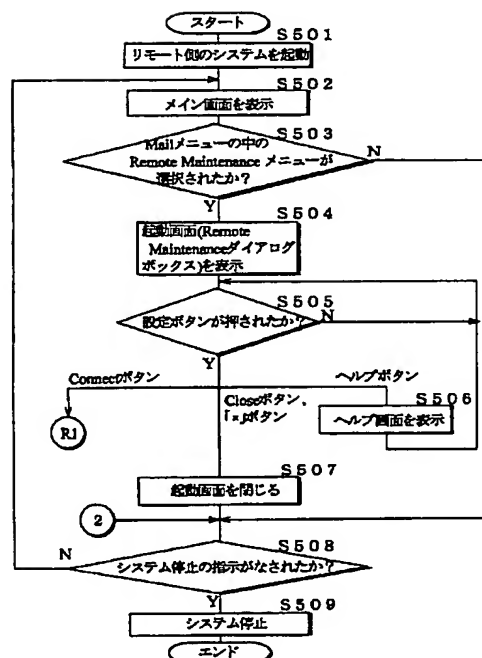 スタート
S501
リモート側のシステムを起動
S502
メイン画面を表示
S503
Mailメニューの中の
Remote Maintenance メニューが
選択されたか?
N
Y
S504
起動画面(Remote
Maintenanceダイアログ
ボックス)を表示
S505
設定ボタンが押されたか?
N
Y
Connectボタン
Closeボタン、
「×」ボタン
ヘルプボタン
S506
ヘルプ画面を表示
R1
S507
起動画面を閉じる
2
S508
システム停止の指示がなされたか?
N
Y
S509
システム停止
エンド